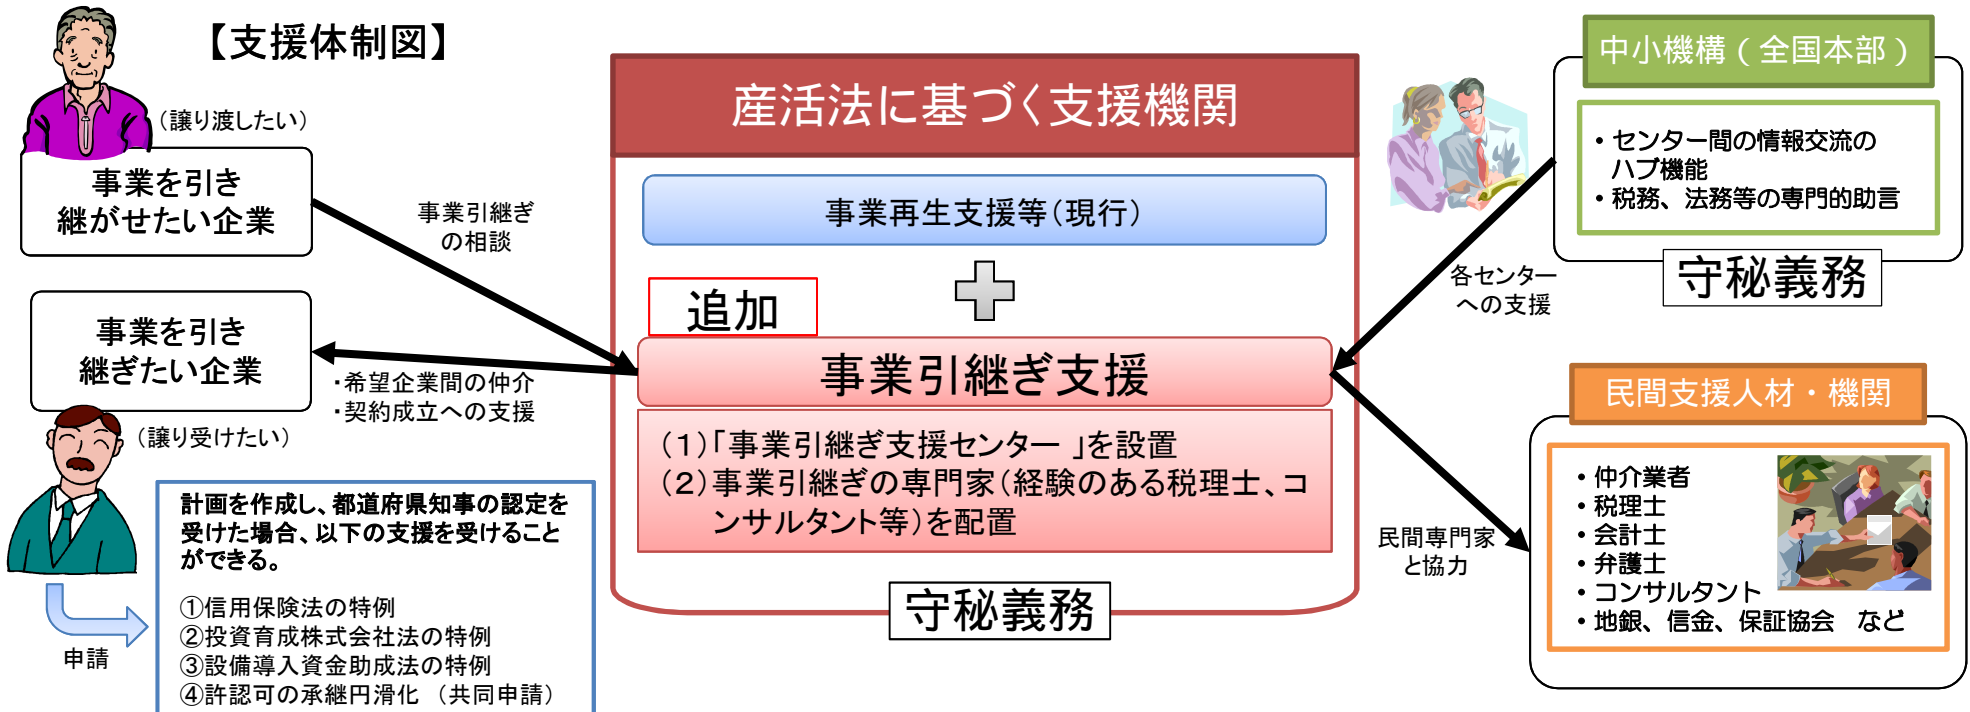 【支援体制図】
（譲り渡したい）
事業を引き
継がせたい企業
事業引継ぎ
の相談
事業を引き
継ぎたい企業
・希望企業間の仲介
・契約成立への支援
（譲り受けたい）
申請
計画を作成し、都道府県知事の認定を
受けた場合、以下の支援を受けること
ができる。
①信用保険法の特例
②投資育成株式会社法の特例
③設備導入資金助成法の特例
④許認可の承継円滑化 （共同申請）
産活法に基づく支援機関
事業再生支援等（現行）
追加
事業引継ぎ支援
（１）「事業引継ぎ支援センター 」を設置
（２）事業引継ぎの専門家（経験のある税理士、コ
ンサルタント等）を配置
守秘義務
中小機構（全国本部）
・センター間の情報交流の
ハブ機能
・税務、法務等の専門的助言
守秘義務
各センター
への支援
民間専門家
と協力
民間支援人材・機関
・仲介業者
・税理士
・会計士
・弁護士
・コンサルタント
・地銀、信金、保証協会　など